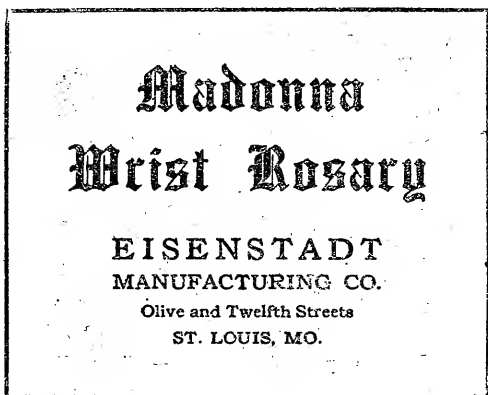 Madonna
Wrist Rosary
EISENSTADT
MANUFACTURING CO.
Olive and Twelfth Streets
ST. LOUIS, MO.